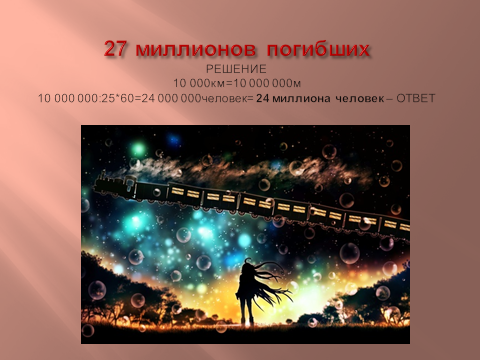 27 миллионов погибших
РЕШЕНИЕ
10 000км=10 000 000м
10 000 000:25*60=24 000 000человек= 24 миллиона человек – ОТВЕТ